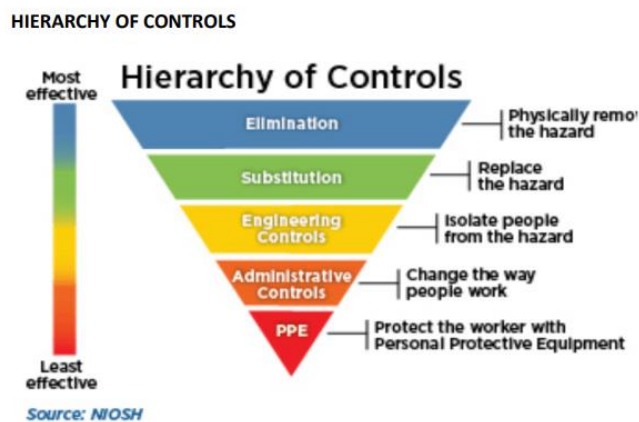 HIERARCHY OF CONTROLS
Hierarchy of Controls
Most
effective
Elimination
Physically remo
the hazard
Substitution
Replace
the hazard
Engineering
Controls
Isolate people
from the hazard
Administrative
Controls
Change the way
people work
PPE
Protect the worker with
Personal Protective Equipment
Least
effective
Source: NIOSH